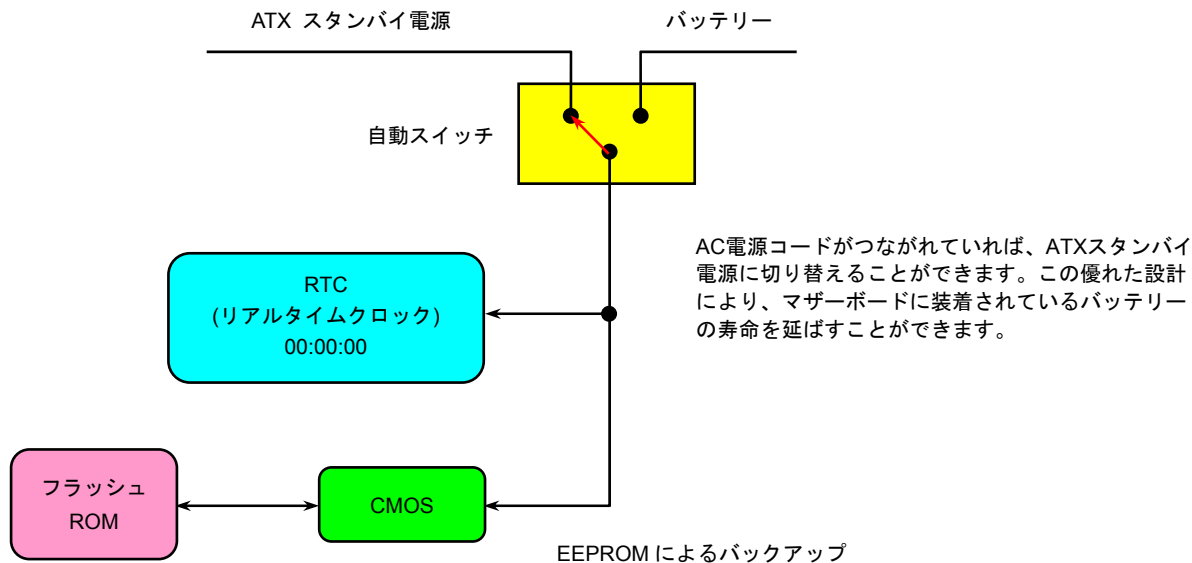 ATX スタンバイ電源
バッテリー
自動スイッチ
AC電源コードがつながれていれば、ATXスタンバイ
電源に切り替えることができます。この優れた設計
により、マザーボードに装着されているバッテリー
の寿命を延ばすことができます。
RTC
(リアルタイムクロック)
00:00:00
フラッシュ
ROM
CMOS
EEPROM によるバックアップ